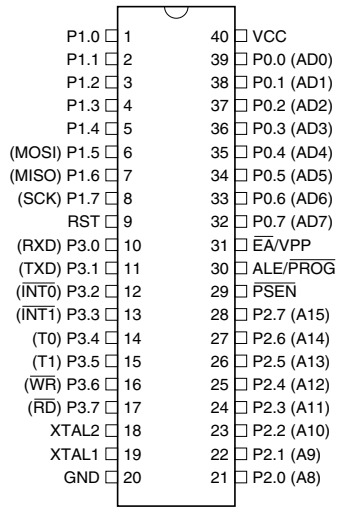 P1.0 1 40 VCC
P1.1 2 39 P0.0 (AD0)
P1.2 3 38 P0.1 (AD1)
P1.3 4 37 P0.2 (AD2)
P1.4 5 36 P0.3 (AD3)
(MOSI) P1.5 6 35 P0.4 (AD4)
(MISO) P1.6 7 34 P0.5 (AD5)
(SCK) P1.7 8 33 P0.6 (AD6)
RST 9 32 P0.7 (AD7)
(RXD) P3.0 10 31 E̅A̅/VPP
(TXD) P3.1 11 30 ALE/P̅R̅O̅G̅
(I̅N̅T̅0̅) P3.2 12 29 P̅S̅E̅N̅
(I̅N̅T̅1̅) P3.3 13 28 P2.7 (A15)
(T0) P3.4 14 27 P2.6 (A14)
(T1) P3.5 15 26 P2.5 (A13)
(W̅R̅) P3.6 16 25 P2.4 (A12)
(R̅D̅) P3.7 17 24 P2.3 (A11)
XTAL2 18 23 P2.2 (A10)
XTAL1 19 22 P2.1 (A9)
GND 20 21 P2.0 (A8)